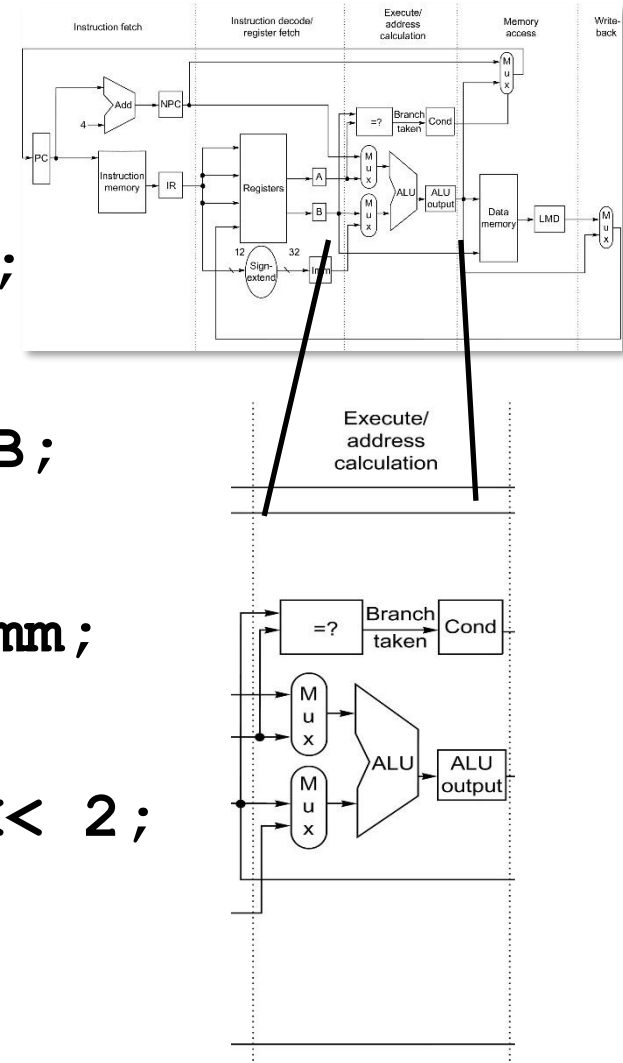 Instruction fetch
Instruction decode/
register fetch
Execute/
address
calculation
Memory
access
Write-
back
Add
4
NPC
PC
Instruction
memory
IR
Registers
A
B
12
32
Sign-
extend
Imm
=?
Branch
taken
Cond
M
u
x
M
u
x
ALU
ALU
output
M
u
x
Data
memory
LMD
M
u
x
;
B;
mm;
<< 2;
Execute/
address
calculation
=?
Branch
taken
Cond
M
u
x
M
u
x
ALU
ALU
output